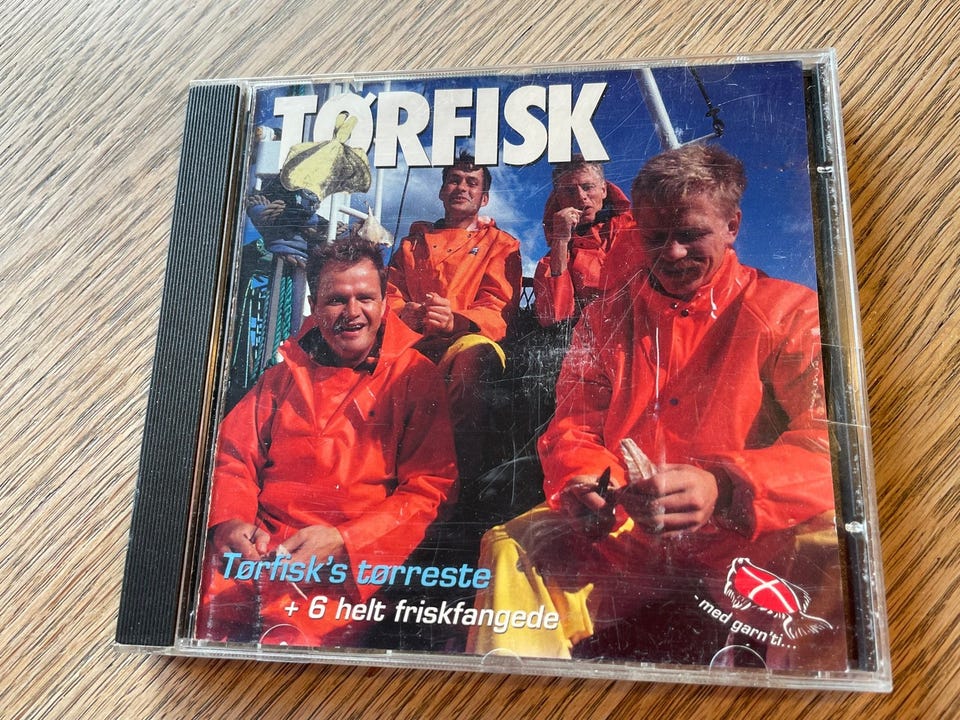 TØRFISK
Tørfisk's tørreste
+ 6 helt friskfangede
- med garn'ti...